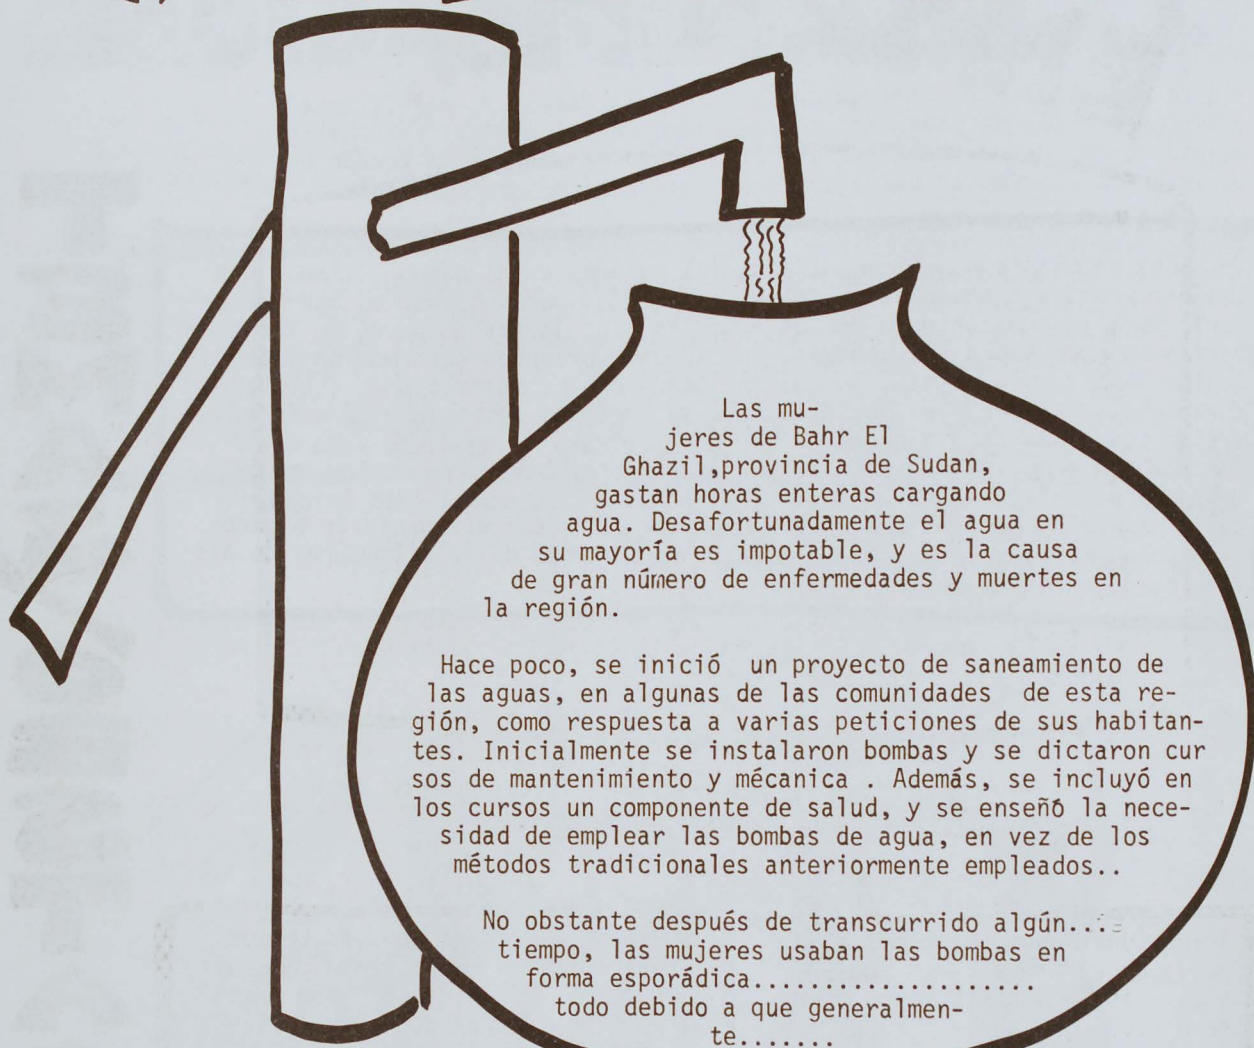 Las mu-
jeres de Bahr El
Ghazil,provincia de Sudan,
gastan horas enteras cargando
agua. Desafortunadamente el agua en
su mayoría es impotable, y es la causa
de gran número de enfermedades y muertes en
la región.
Hace poco, se inició un proyecto de saneamiento de
las aguas, en algunas de las comunidades de esta re-
gión, como respuesta a varias peticiones de sus habitan-
tes. Inicialmente se instalaron bombas y se dictaron cur
sos de mantenimiento y mécanica . Además, se incluyó en
los cursos un componente de salud, y se enseñó la nece-
sidad de emplear las bombas de agua, en vez de los
métodos tradicionales anteriormente empleados..
No obstante después de transcurrido algún...
tiempo, las mujeres usaban las bombas en
forma esporádica...................
todo debido a que generalmen-
te.......